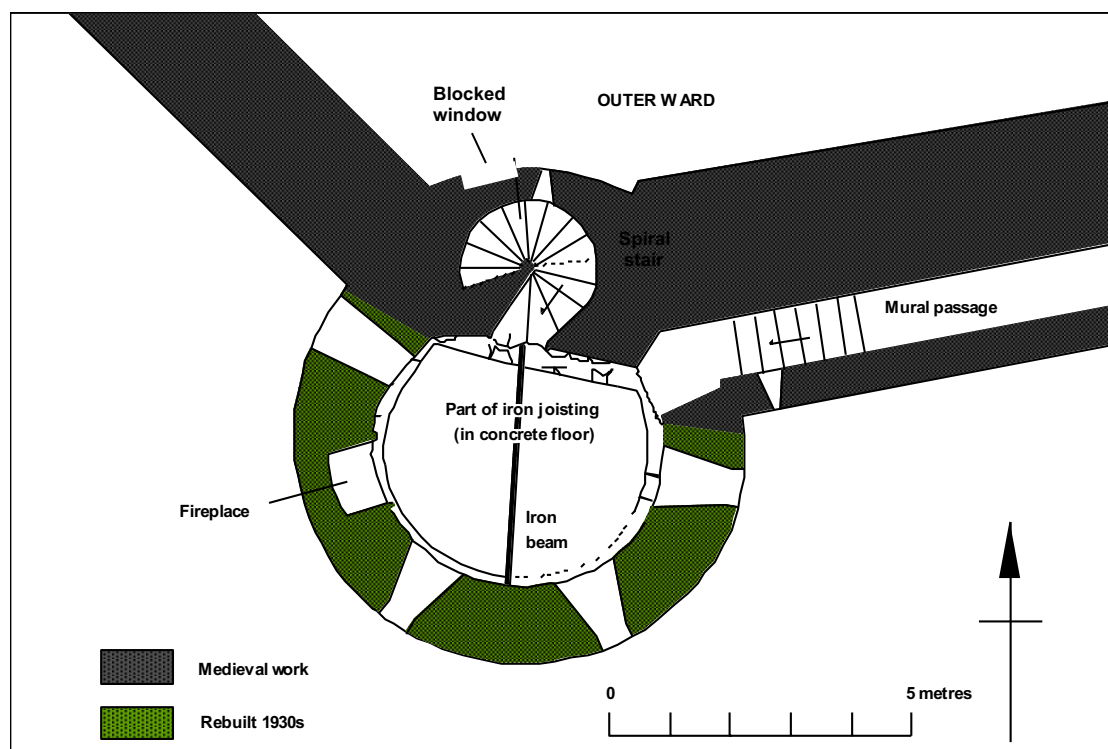 Blocked
window
OUTER WARD
Spiral
stair
Mural passage
Part of iron joisting
(in concrete floor)
Fireplace
Iron
beam
Medieval work
Rebuilt 1930s
0
5 metres